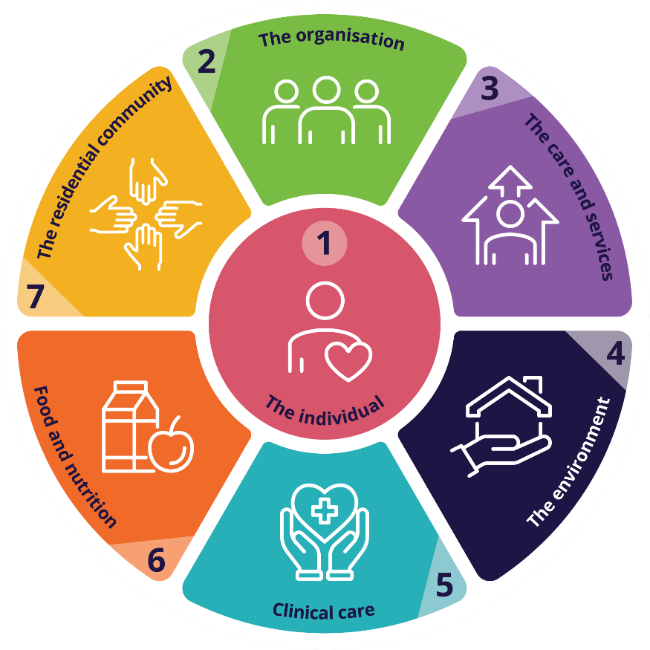 1
The individual
2
The organisation
3
The care and services
4
The environment
5
Clinical care
6
Food and nutrition
7
The residential community